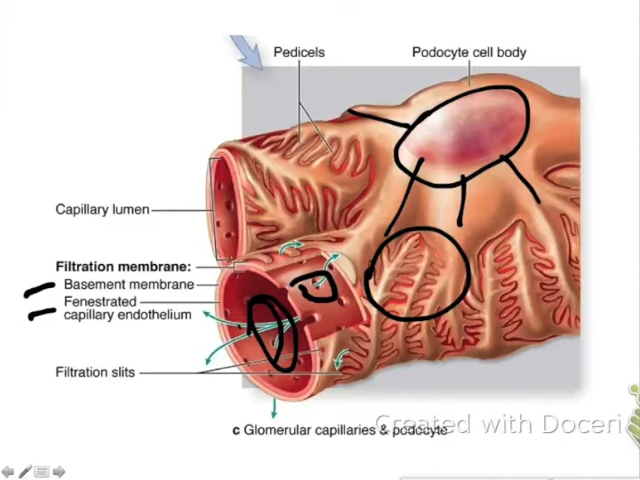 Pedicels
Podocyte cell body
Capillary lumen
Filtration membrane:
Basement membrane
Fenestrated
capillary endothelium
Filtration slits
c Glomerular capillaries & podocyte
Created with Doceri